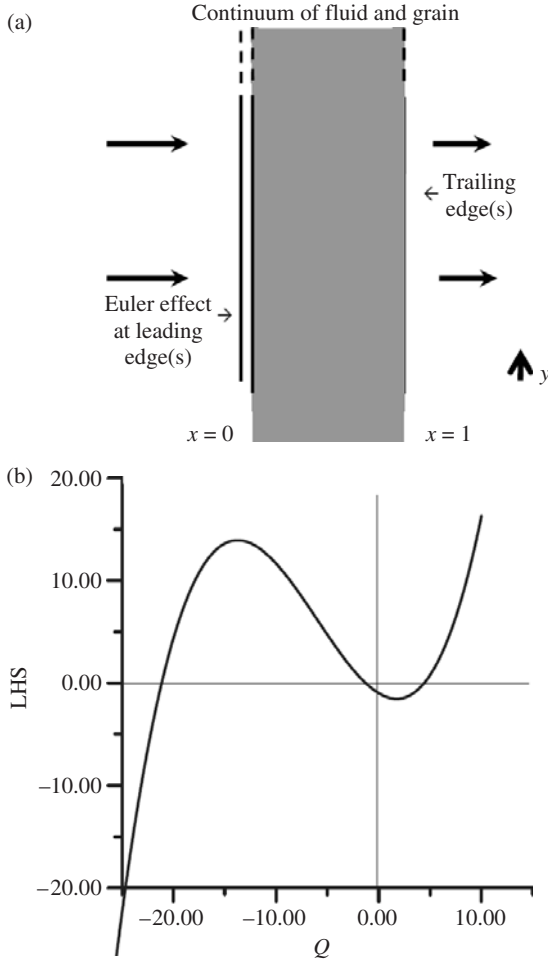 (a)
Continuum of fluid and grain
Trailing
edge(s)
Euler effect
at leading
edge(s)
y
x = 0
x = 1
(b)
20.00
10.00
0.00
−10.00
−20.00
LHS
−20.00
−10.00
0.00
10.00
Q